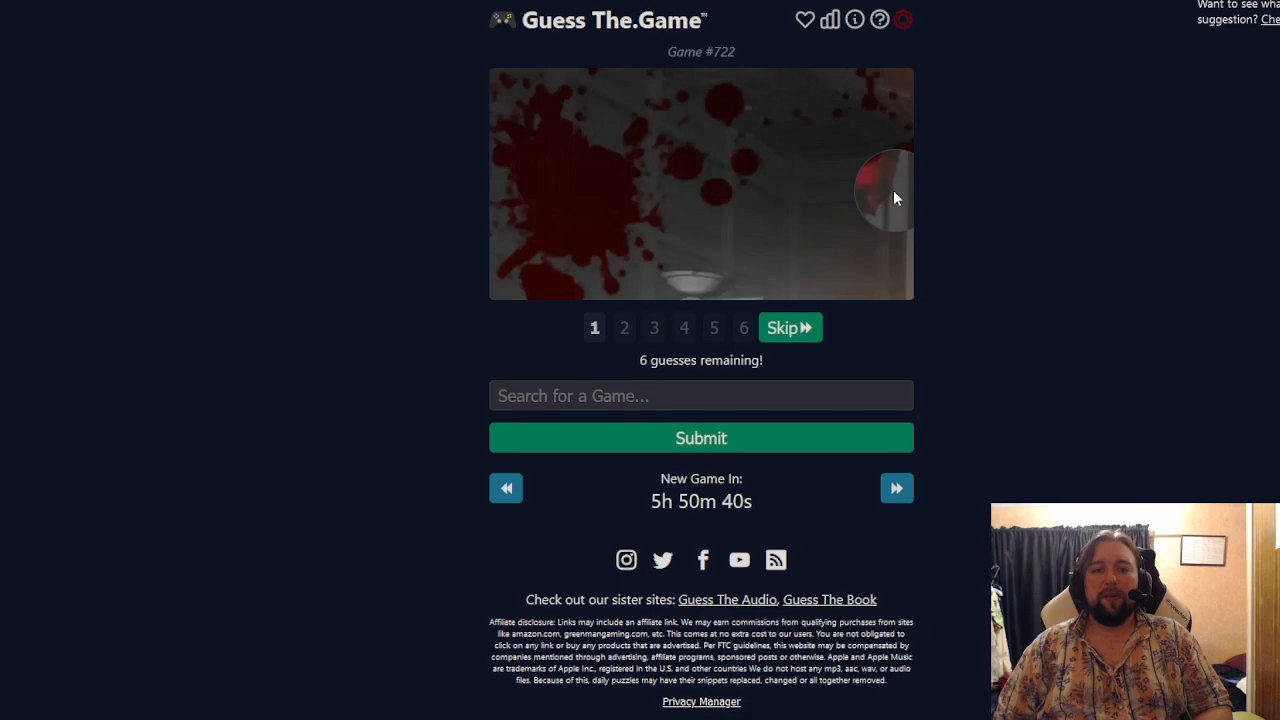 Want to see wha
suggestion? Che
Guess The.Game™
Game #722
1 2 3 4 5 6 Skip
6 guesses remaining!
Search for a Game...
Submit
New Game In:
5h 50m 40s
Check out our sister sites: Guess The Audio, Guess The Book
Affiliate disclosure: Links may include an affiliate link. We may earn commissions from qualifying purchases from sites
like amazon.com, greenmangaming.com, etc. This comes at no extra cost to our users. You are not obligated to
click on any link or buy any products that are advertised. Per FTC guidelines, this website may be compensated by
companies mentioned through advertising, affiliate programs, sponsored posts or otherwise. Apple and Apple Music
are trademarks of Apple Inc., registered in the U.S. and other countries We do not host any mp3, aac, wav, or audio
files. Because of this, daily puzzles may have their snippets replaced, changed or all together removed.
Privacy Manager